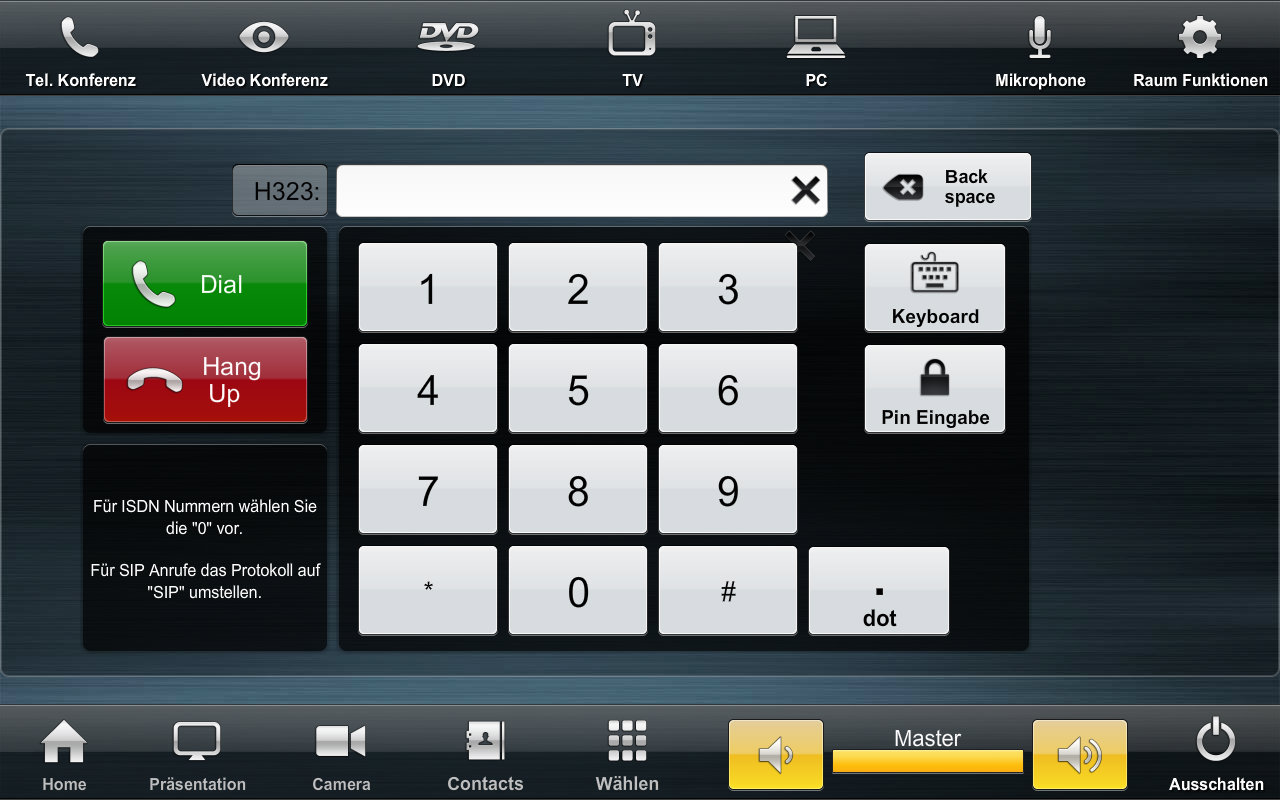 Tel. Konferenz
Video Konferenz
DVD
DVD
TV
PC
Mikrophone
Raum Funktionen
H323:
Back
space
Dial
Hang
Up
1
2
3
Keyboard
4
5
6
Pin Eingabe
Für ISDN Nummern wählen Sie
die "0" vor.
Für SIP Anrufe das Protokoll auf
"SIP" umstellen.
7
8
9
*
0
#
.
dot
Home
Präsentation
Camera
Contacts
Wählen
Master
Ausschalten